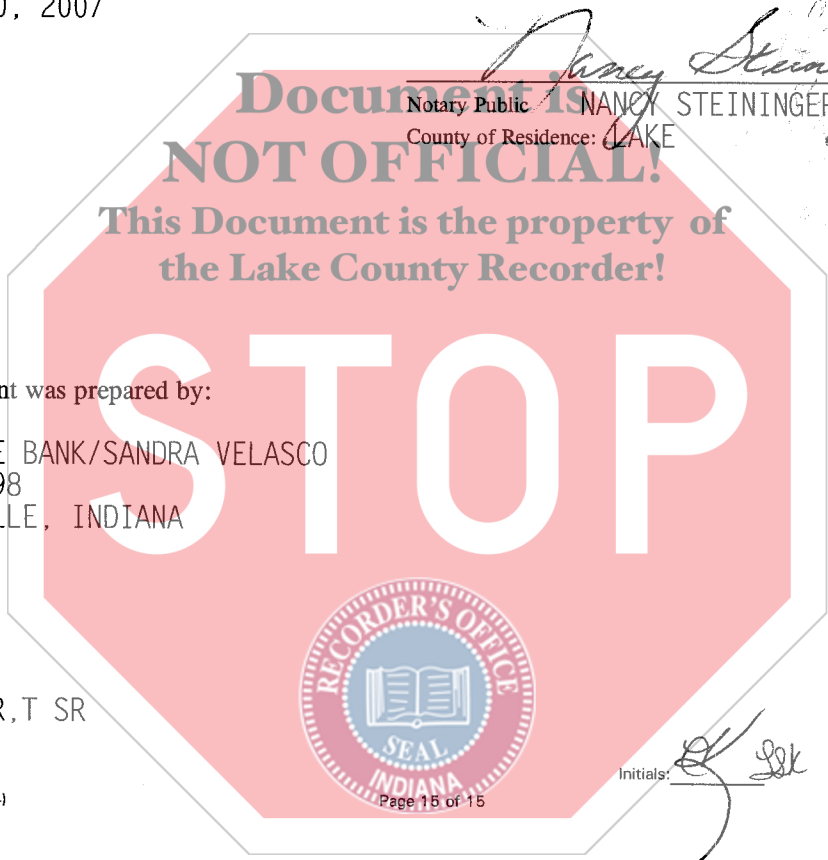 0, 2007
Nancy Stein
Notary Public NANCY STEININGER
County of Residence: LAKE
Document is
NOT OFFICIAL!
This Document is the property of
the Lake County Recorder!
STOP
nt was prepared by:
E BANK/SANDRA VELASCO
98
LLE, INDIANA
RECORDER'S OFFICE
SEAL
INDIANA
R,T SR
Initials:
Page 15 of 15